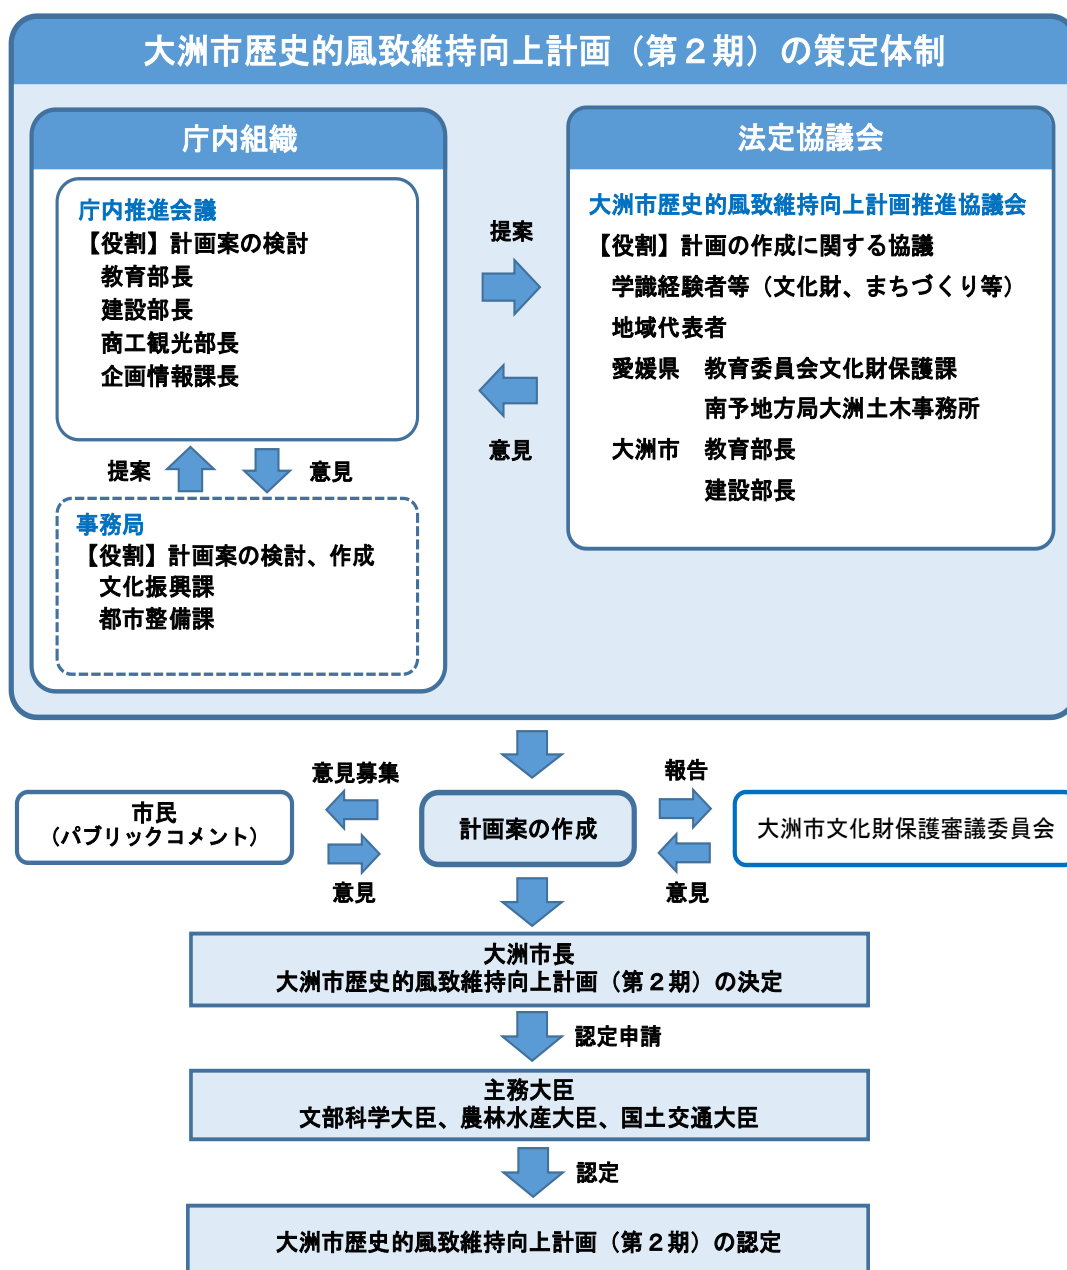 大洲市歴史的風致維持向上計画（第２期）の策定体制
庁内組織
庁内推進会議
【役割】計画案の検討
教育部長
建設部長
商工観光部長
企画情報課長
提案
意見
事務局
【役割】計画案の検討、作成
文化振興課
都市整備課
提案
意見
法定協議会
大洲市歴史的風致維持向上計画推進協議会
【役割】計画の作成に関する協議
学識経験者等（文化財、まちづくり等）
地域代表者
愛媛県　教育委員会文化財保護課
南予地方局大洲土木事務所
大洲市　教育部長
建設部長
意見募集
報告
市民
（パブリックコメント）
計画案の作成
大洲市文化財保護審議委員会
意見
意見
大洲市長
大洲市歴史的風致維持向上計画（第２期）の決定
認定申請
主務大臣
文部科学大臣、農林水産大臣、国土交通大臣
認定
大洲市歴史的風致維持向上計画（第２期）の認定